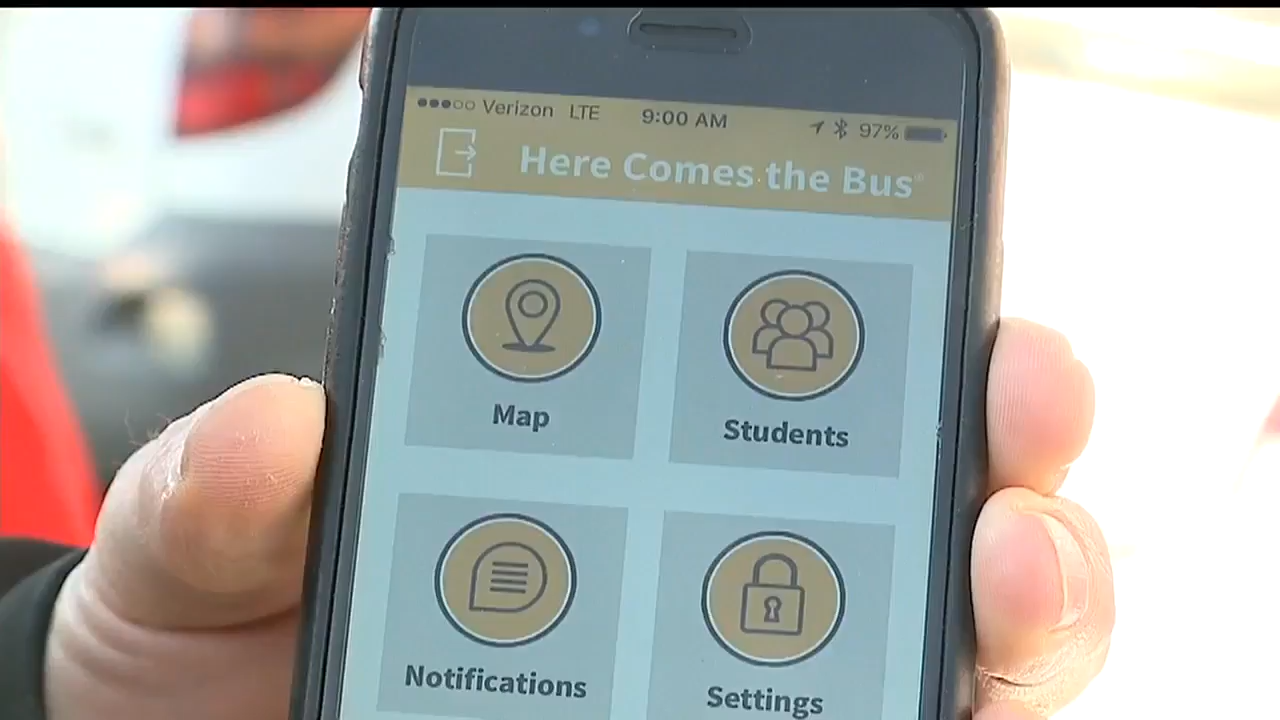 Verizon LTE 9:00 AM 97%
Here Comes the Bus®
Map
Students
Notifications
Settings